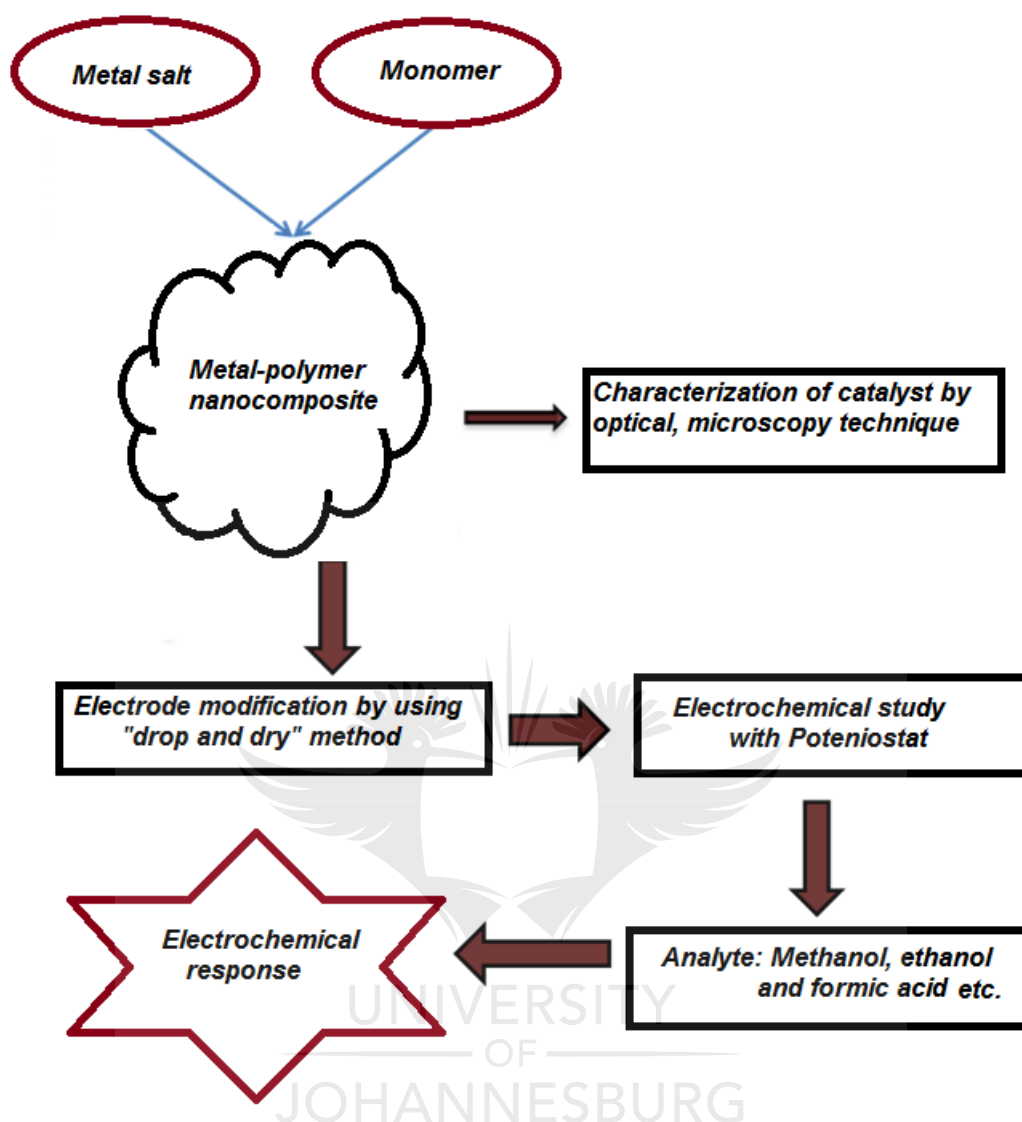 Metal salt
Monomer
Metal-polymer
nanocomposite
Characterization of catalyst by
optical, microscopy technique
Electrode modification by using
"drop and dry" method
Electrochemical study
with Poteniostat
Electrochemical
response
Analyte: Methanol, ethanol
and formic acid etc.
UNIVERSITY
OF
JOHANNESBURG